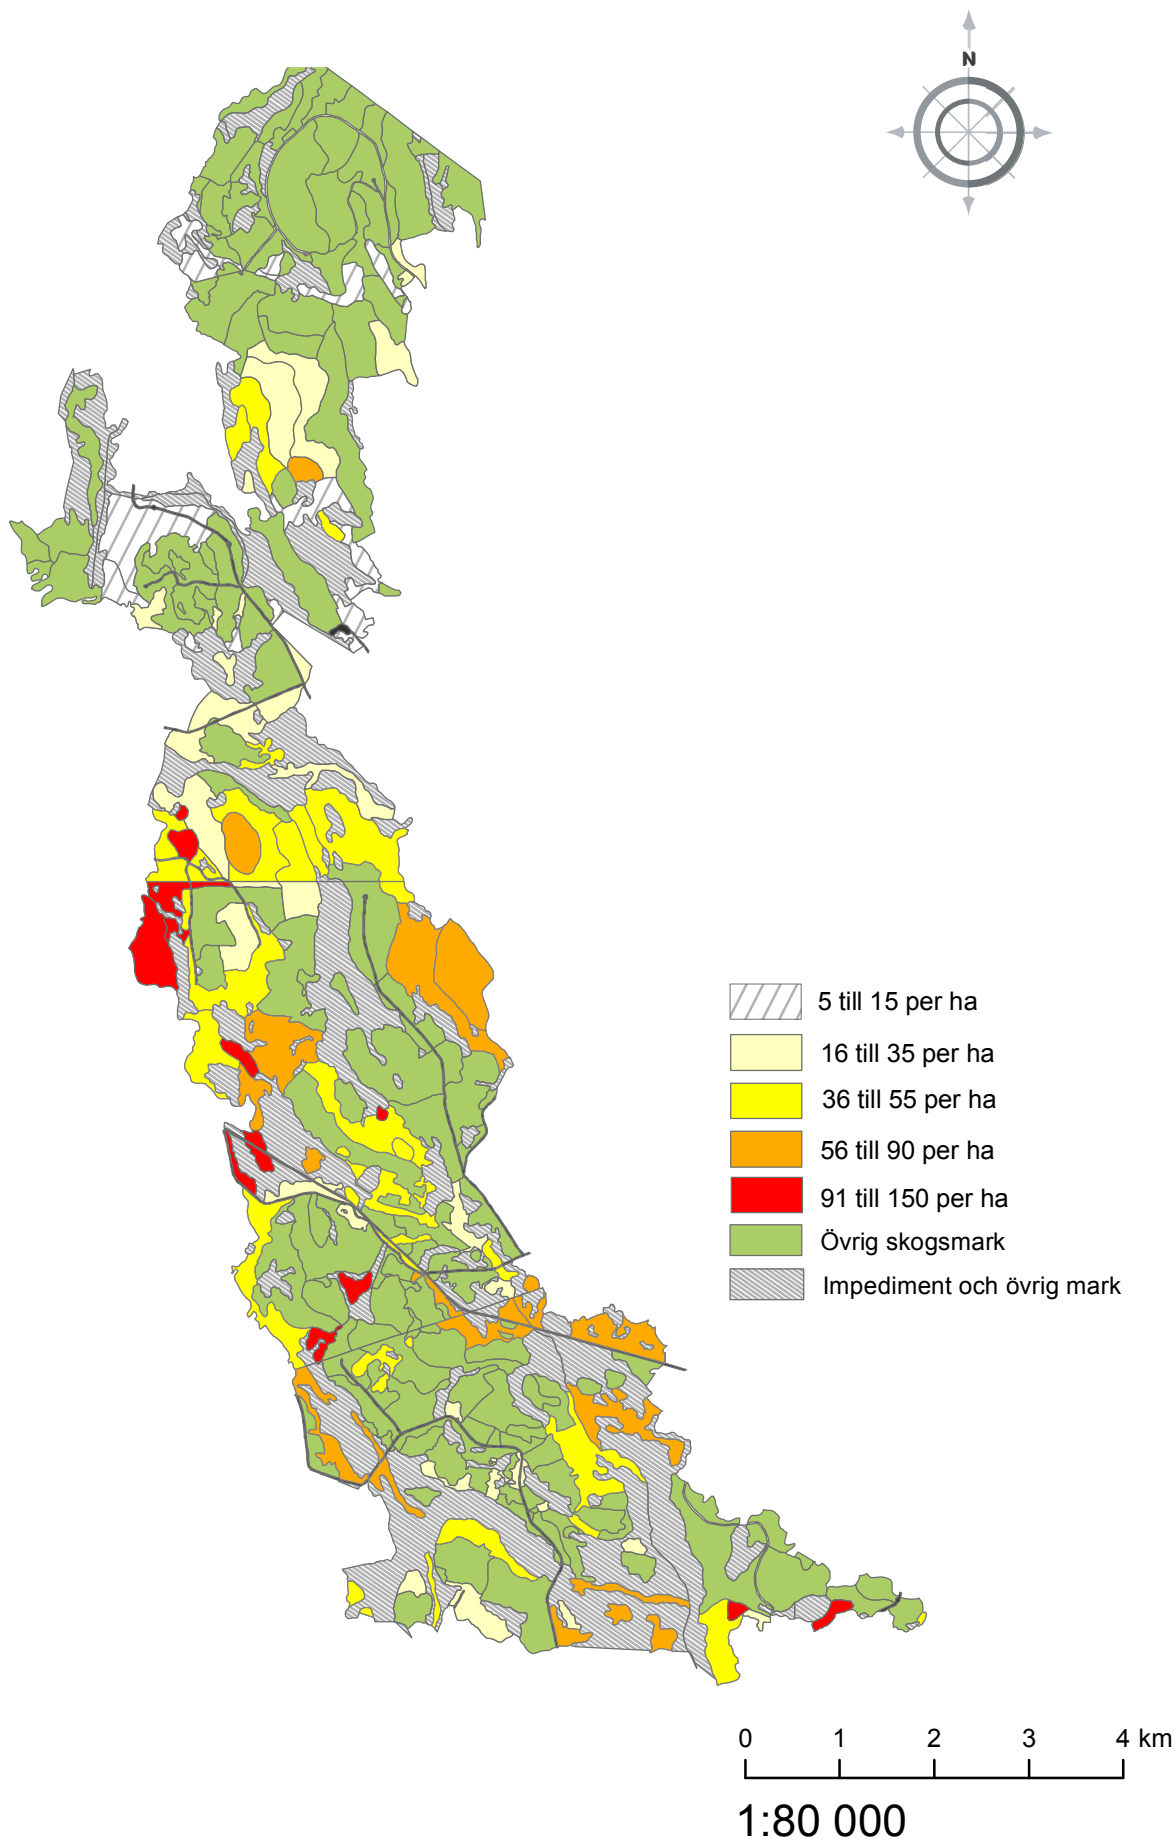 N
5 till 15 per ha
16 till 35 per ha
36 till 55 per ha
56 till 90 per ha
91 till 150 per ha
Övrig skogsmark
Impediment och övrig mark
0 1 2 3 4 km
1:80 000